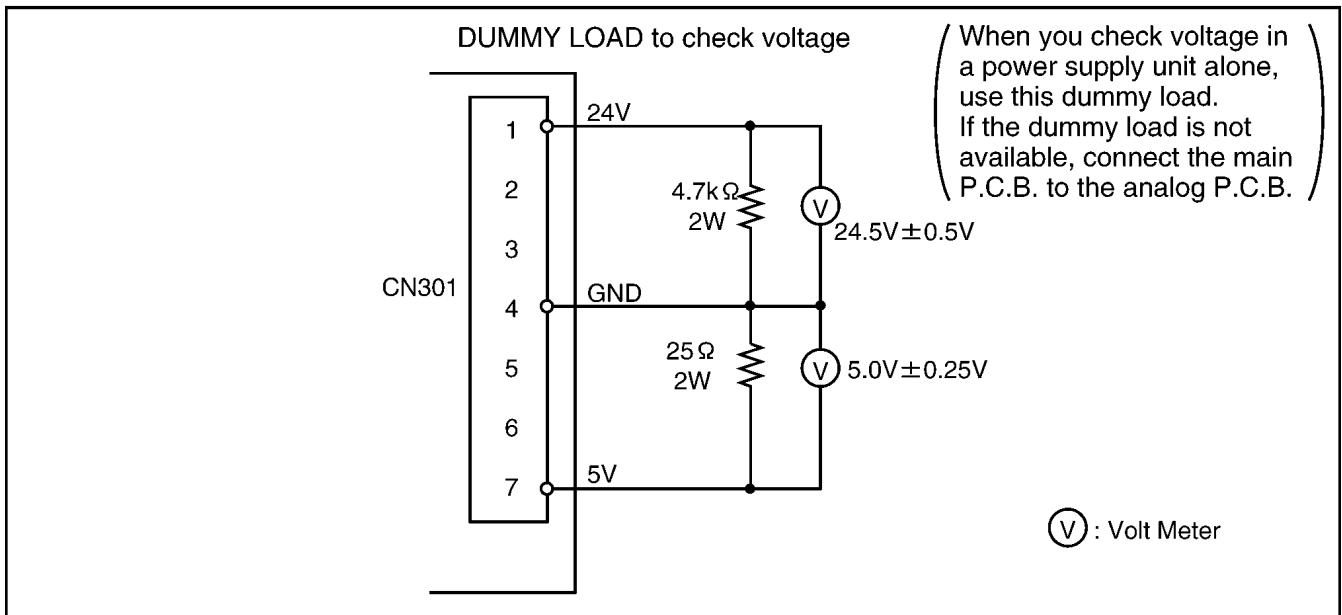 DUMMY LOAD to check voltage
When you check voltage in
a power supply unit alone,
use this dummy load.
If the dummy load is not
available, connect the main
P.C.B. to the analog P.C.B.
1
24V
2
4.7kΩ
2W
V
24.5V±0.5V
3
CN301
4
GND
5
25Ω
2W
V
5.0V±0.25V
6
7
5V
V : Volt Meter